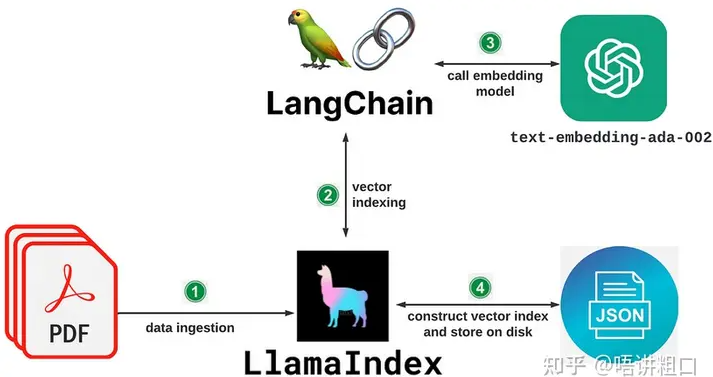 3
call embedding
model
LangChain
text-embedding-ada-002
2
vector
indexing
1
data ingestion
PDF
4
construct vector index
and store on disk
JSON
LlamaIndex
知乎 @唔讲粗口